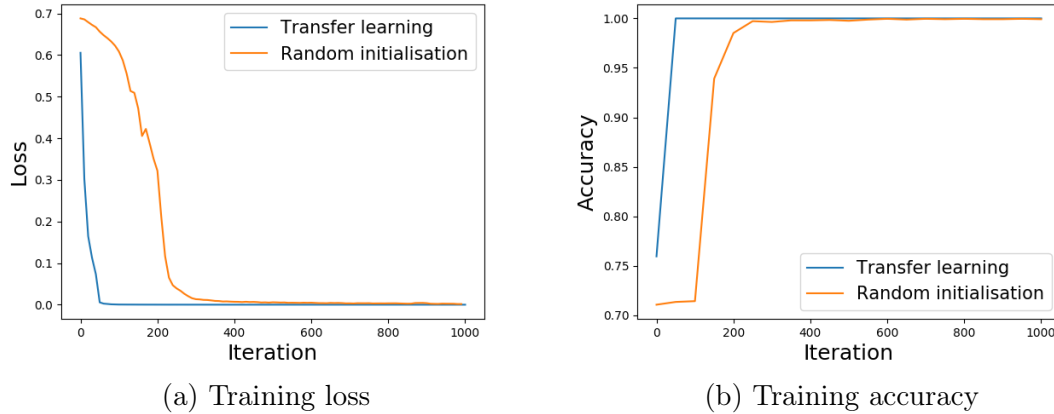 0.7
0.6
0.5
0.4
0.3
0.2
0.1
0.0
Loss
Transfer learning
Random initialisation
0 200 400 600 800 1000
Iteration
(a) Training loss
1.00
0.95
0.90
0.85
0.80
0.75
0.70
Accuracy
Transfer learning
Random initialisation
0 200 400 600 800 1000
Iteration
(b) Training accuracy